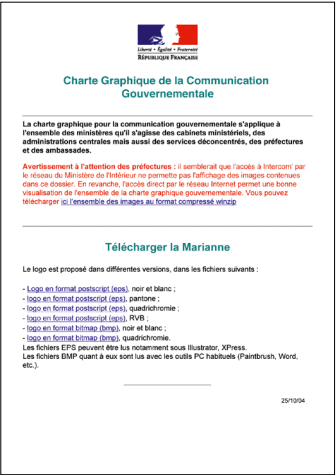 Liberté • Égalité • Fraternité
RÉPUBLIQUE FRANÇAISE
Charte Graphique de la Communication
Gouvernementale
La charte graphique pour la communication gouvernementale s'applique à
l'ensemble des ministères qu'il s'agisse des cabinets ministériels, des
administrations centrales mais aussi des services déconcentrés, des préfectures
et des ambassades.
Avertissement à l'attention des préfectures : il semblerait que l'accès à Intercom' par
le réseau du Ministère de l'Intérieur ne permette pas l'affichage des images contenues
dans ce dossier. En revanche, l'accès direct par le réseau Internet permet une bonne
visualisation de l'ensemble de la charte graphique gouvernementale. Vous pouvez
télécharger ici l'ensemble des images au format compressé winzip
Télécharger la Marianne
Le logo est proposé dans différentes versions, dans les fichiers suivants :
- Logo en format postscript (eps), noir et blanc ;
- logo en format postscript (eps), pantone ;
- logo en format postscript (eps), quadrichromie ;
- logo en format postscript (eps), RVB ;
- logo en format bitmap (bmp), noir et blanc ;
- logo en format bitmap (bmp), quadrichromie.
Les fichiers EPS peuvent être lus notamment sous Illustrator, XPress.
Les fichiers BMP quant à eux sont lus avec les outils PC habituels (Paintbrush, Word,
etc.).
25/10/04